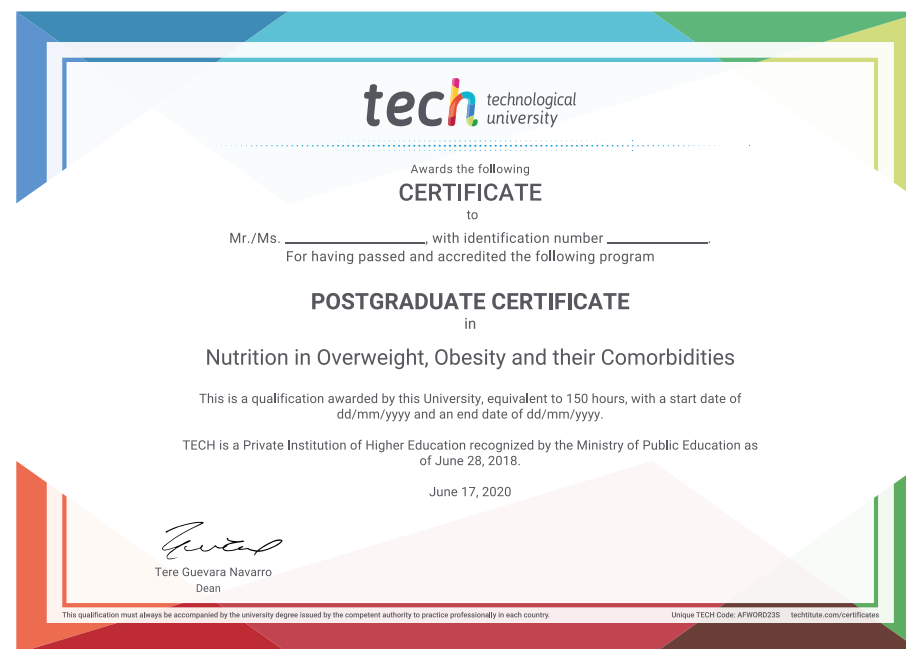 tech technological
university
Awards the following
CERTIFICATE
to
Mr./Ms. ____________________, with identification number ______________.
For having passed and accredited the following program
POSTGRADUATE CERTIFICATE
in
Nutrition in Overweight, Obesity and their Comorbidities
This is a qualification awarded by this University, equivalent to 150 hours, with a start date of
dd/mm/yyyy and an end date of dd/mm/yyyy.
TECH is a Private Institution of Higher Education recognized by the Ministry of Public Education as
of June 28, 2018.
June 17, 2020
Tere Guevara Navarro
Dean
This qualification must always be accompanied by the university degree issued by the competent authority to practice professionally in each country.
Unique TECH Code: AFWORD23S techtitute.com/certificates